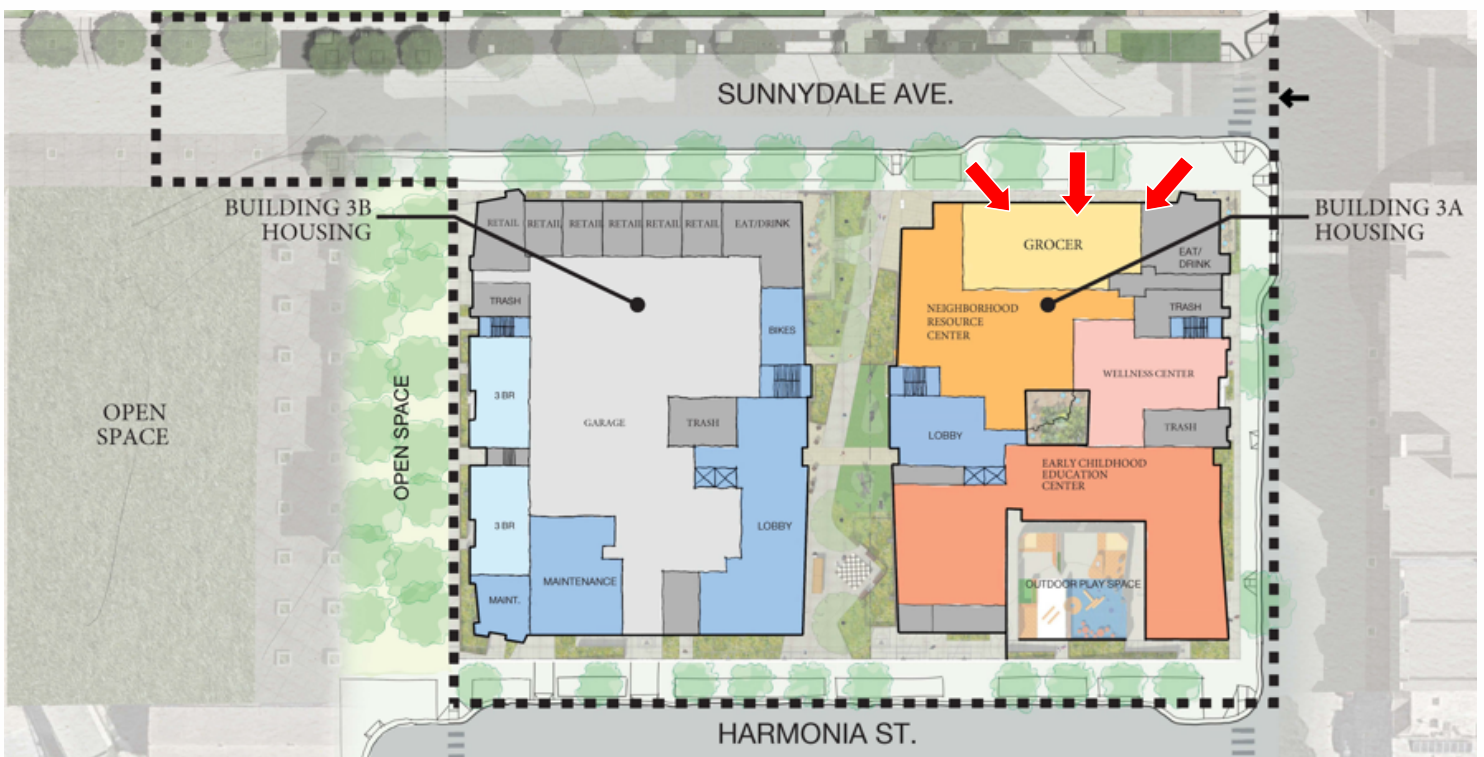 SUNNYDALE AVE.
BUILDING 3B
HOUSING
BUILDING 3A
HOUSING
RETAIL
RETAIL
RETAIL
RETAIL
RETAIL
RETAIL
EAT/DRINK
GROCER
EAT/
DRINK
TRASH
BIKES
NEIGHBORHOOD
RESOURCE
CENTER
TRASH
WELLNESS CENTER
OPEN
SPACE
OPEN SPACE
3 BR
GARAGE
TRASH
LOBBY
TRASH
EARLY CHILDHOOD
EDUCATION
CENTER
3 BR
LOBBY
MAINTENANCE
MAINT.
OUTDOOR PLAY SPACE
HARMONIA ST.